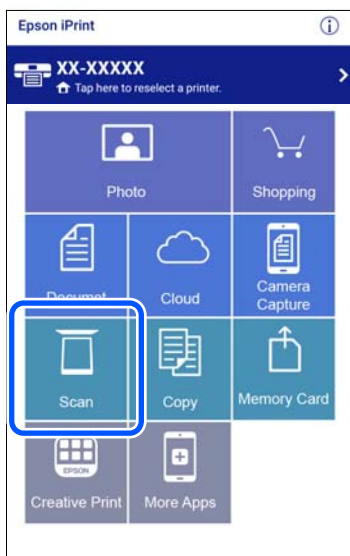 Epson iPrint
XX-XXXXX
Tap here to reselect a printer.
Photo
Shopping
Documet
Cloud
Camera
Capture
Scan
Copy
Memory Card
EPSON
Creative Print
More Apps